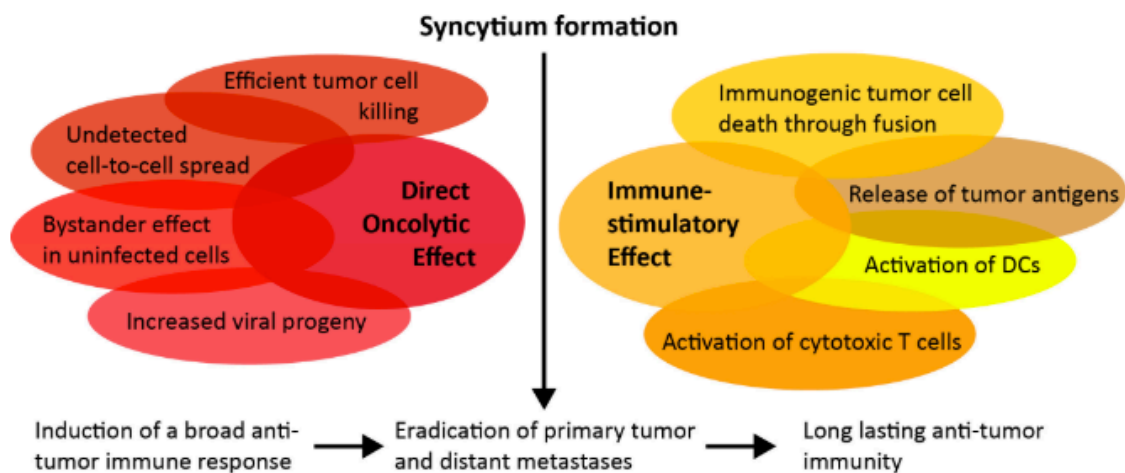 Syncytium formation
Efficient tumor cell
killing
Undetected
cell-to-cell spread
Direct
Oncolytic
Effect
Bystander effect
in uninfected cells
Increased viral progeny
Immunogenic tumor cell
death through fusion
Immune-
stimulatory
Effect
Release of tumor antigens
Activation of DCs
Activation of cytotoxic T cells
Induction of a broad anti-
tumor immune response
Eradication of primary tumor
and distant metastases
Long lasting anti-tumor
immunity